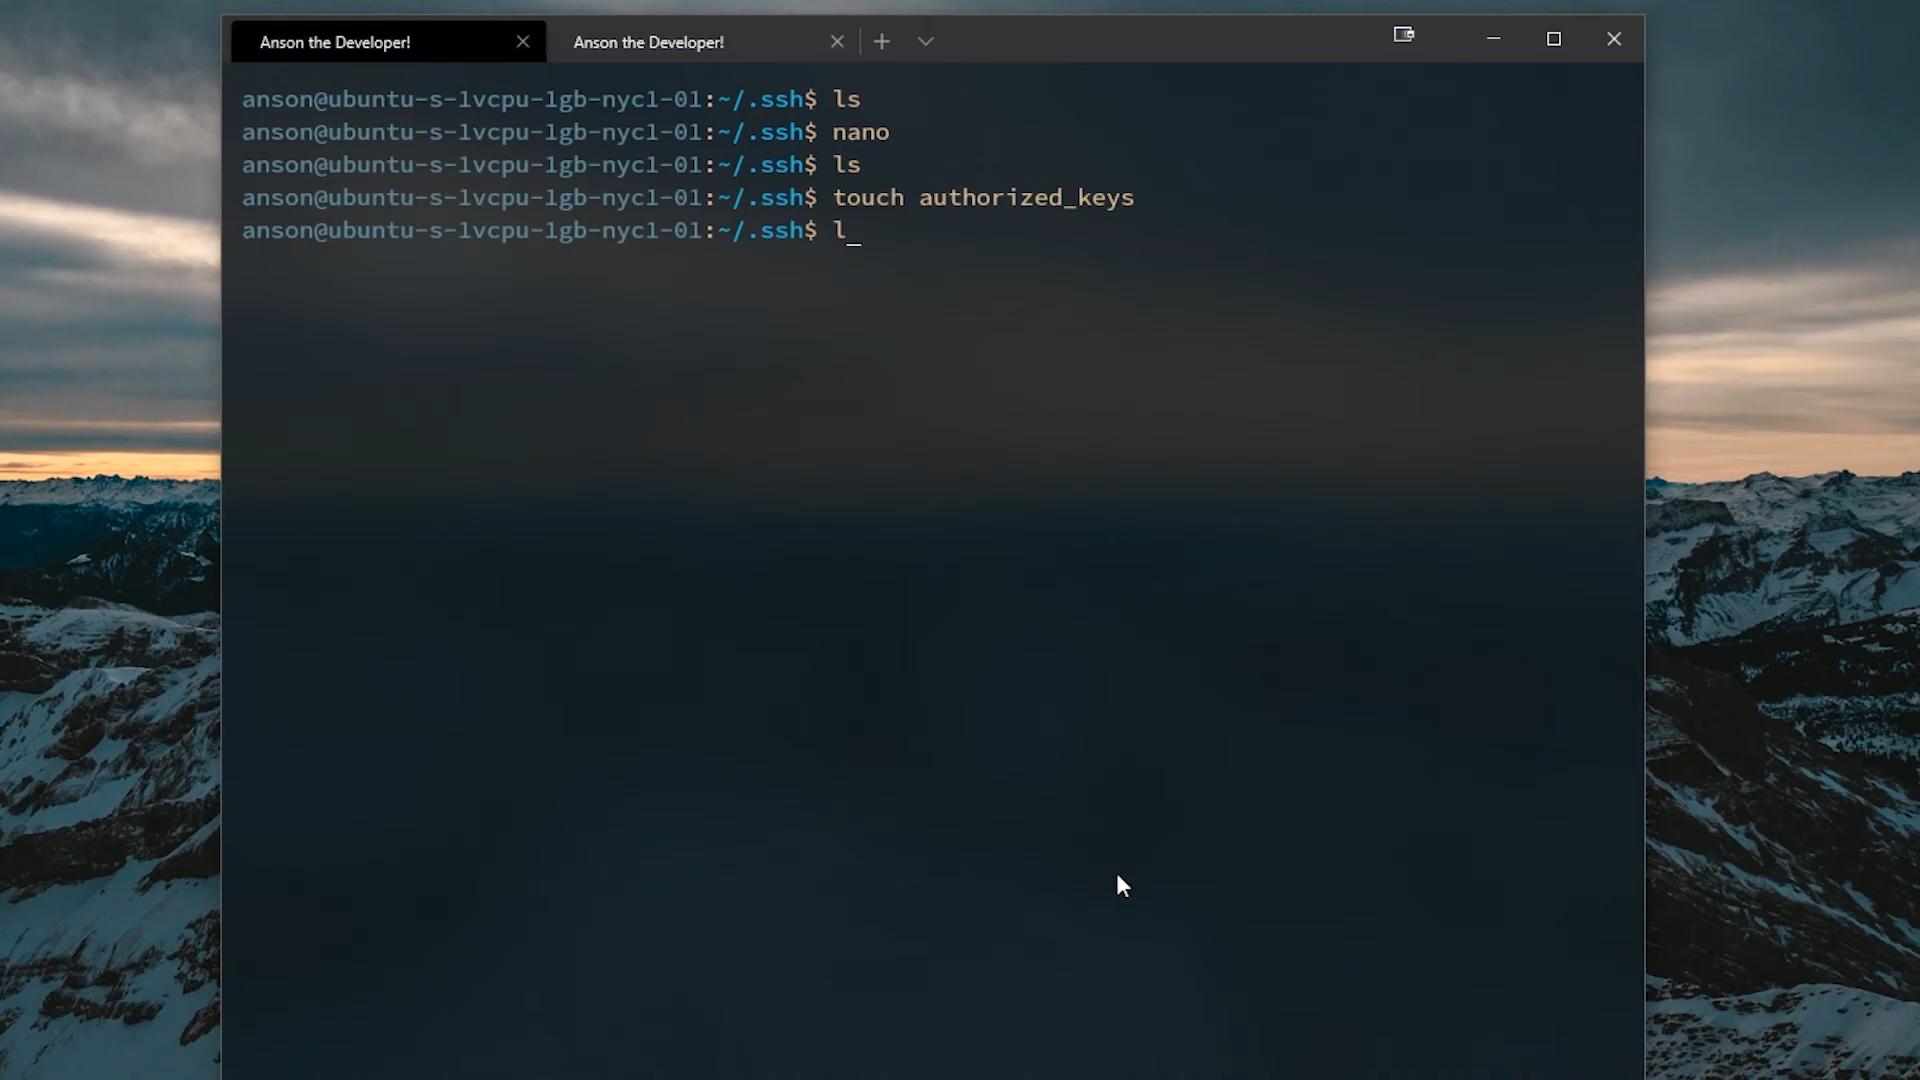 Anson the Developer!
Anson the Developer!
anson@ubuntu-s-1vcpu-1gb-nyc1-01:~/.ssh$ ls
anson@ubuntu-s-1vcpu-1gb-nyc1-01:~/.ssh$ nano
anson@ubuntu-s-1vcpu-1gb-nyc1-01:~/.ssh$ ls
anson@ubuntu-s-1vcpu-1gb-nyc1-01:~/.ssh$ touch authorized_keys
anson@ubuntu-s-1vcpu-1gb-nyc1-01:~/.ssh$ l_